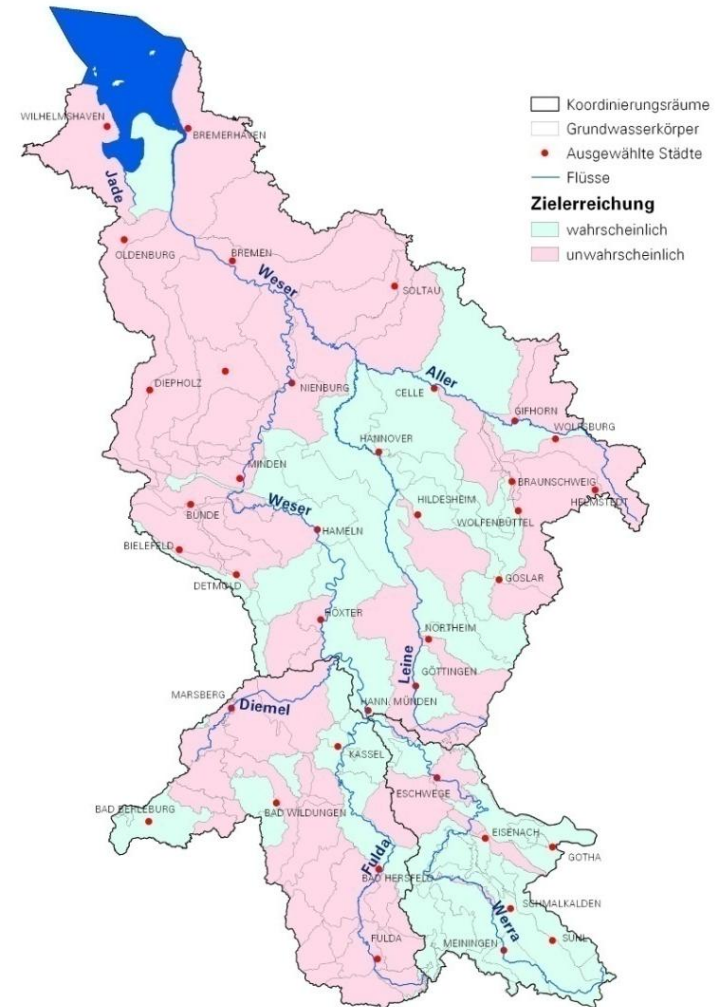 Koordinierungsräume
Grundwasserkörper
Ausgewählte Städte
Flüsse
Zielerreichung
wahrscheinlich
unwahrscheinlich
WILHELMSHAVEN
BREMERHAVEN
Jade
OLDENBURG
BREMEN
Weser
SOLTAU
DIEPHOLZ
NIENBURG
CELLE
Aller
GIFHORN
WOLFSBURG
HANNOVER
MINDEN
BRAUNSCHWEIG
HELMSTEDT
HILDESHEIM
WOLFENBÜTTEL
BÜNDE
Weser
HAMELN
BIELEFELD
DETMOLD
GOSLAR
HÖXTER
NORTHEIM
Leine
GÖTTINGEN
MARSBERG
Diemel
HANN. MÜNDEN
KASSEL
ESCHWEGE
BAD BERLEBURG
BAD WILDUNGEN
EISENACH
GOTHA
Fulda
BAD HERSFELD
SCHMALKALDEN
Werra
MEININGEN
SUHL
FULDA